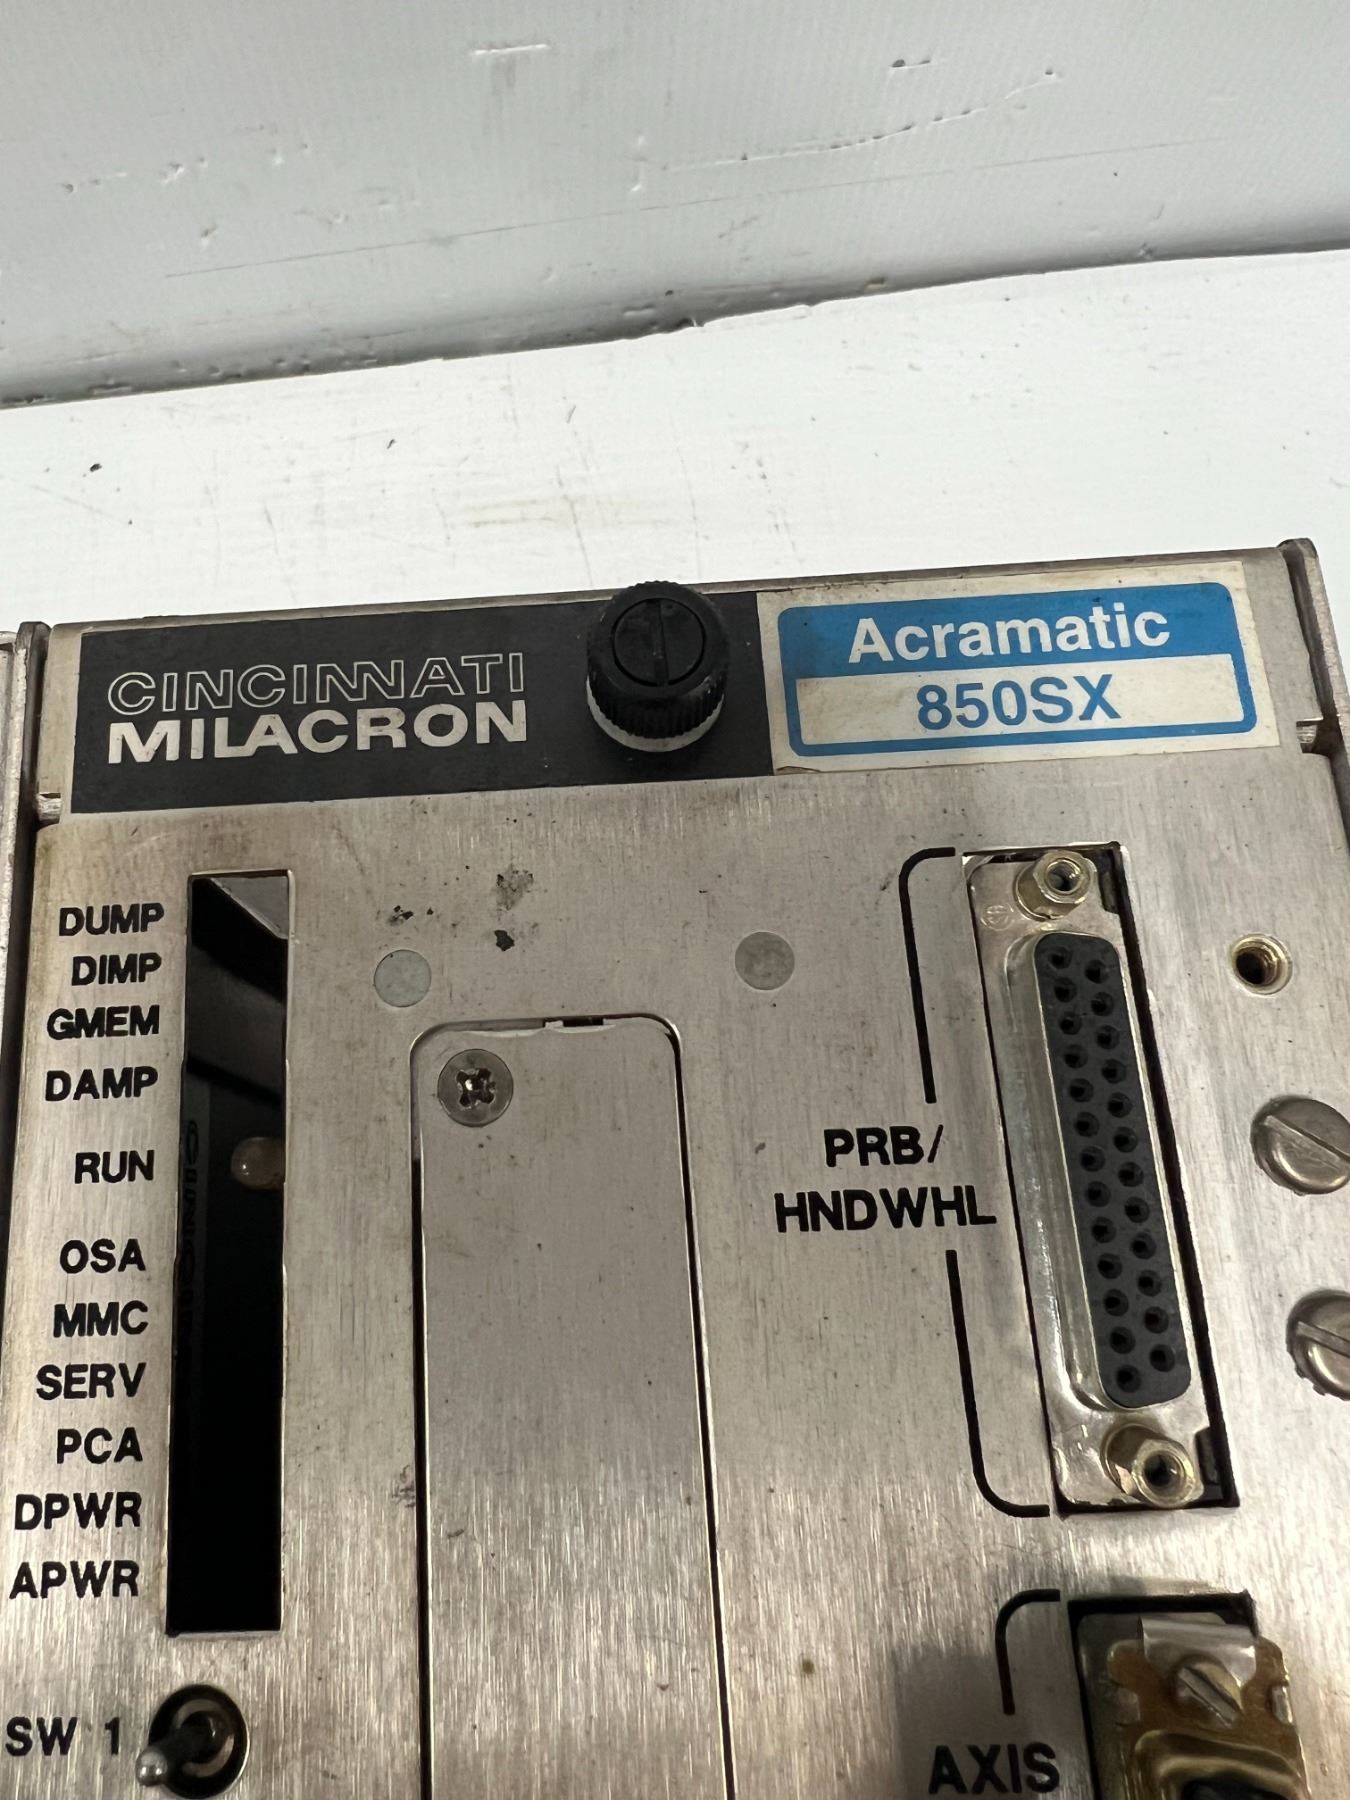 CINCINNATI
MILACRON
Acramatic
850SX
DUMP
DIMP
GMEM
DAMP
RUN
OSA
MMC
SERV
PCA
DPWR
APWR
SW 1
PRB/
HNDWHL
AXIS